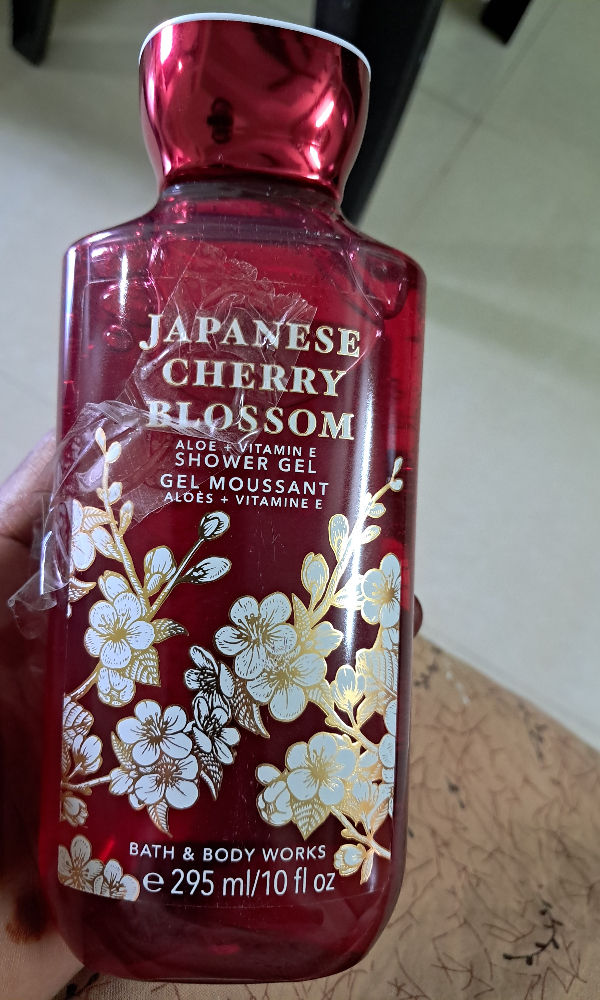 JAPANESE
CHERRY
BLOSSOM
ALOE + VITAMIN E
SHOWER GEL
GEL MOUSSANT
ALOÈS + VITAMINE E
BATH & BODY WORKS
℮ 295 ml/10 fl oz